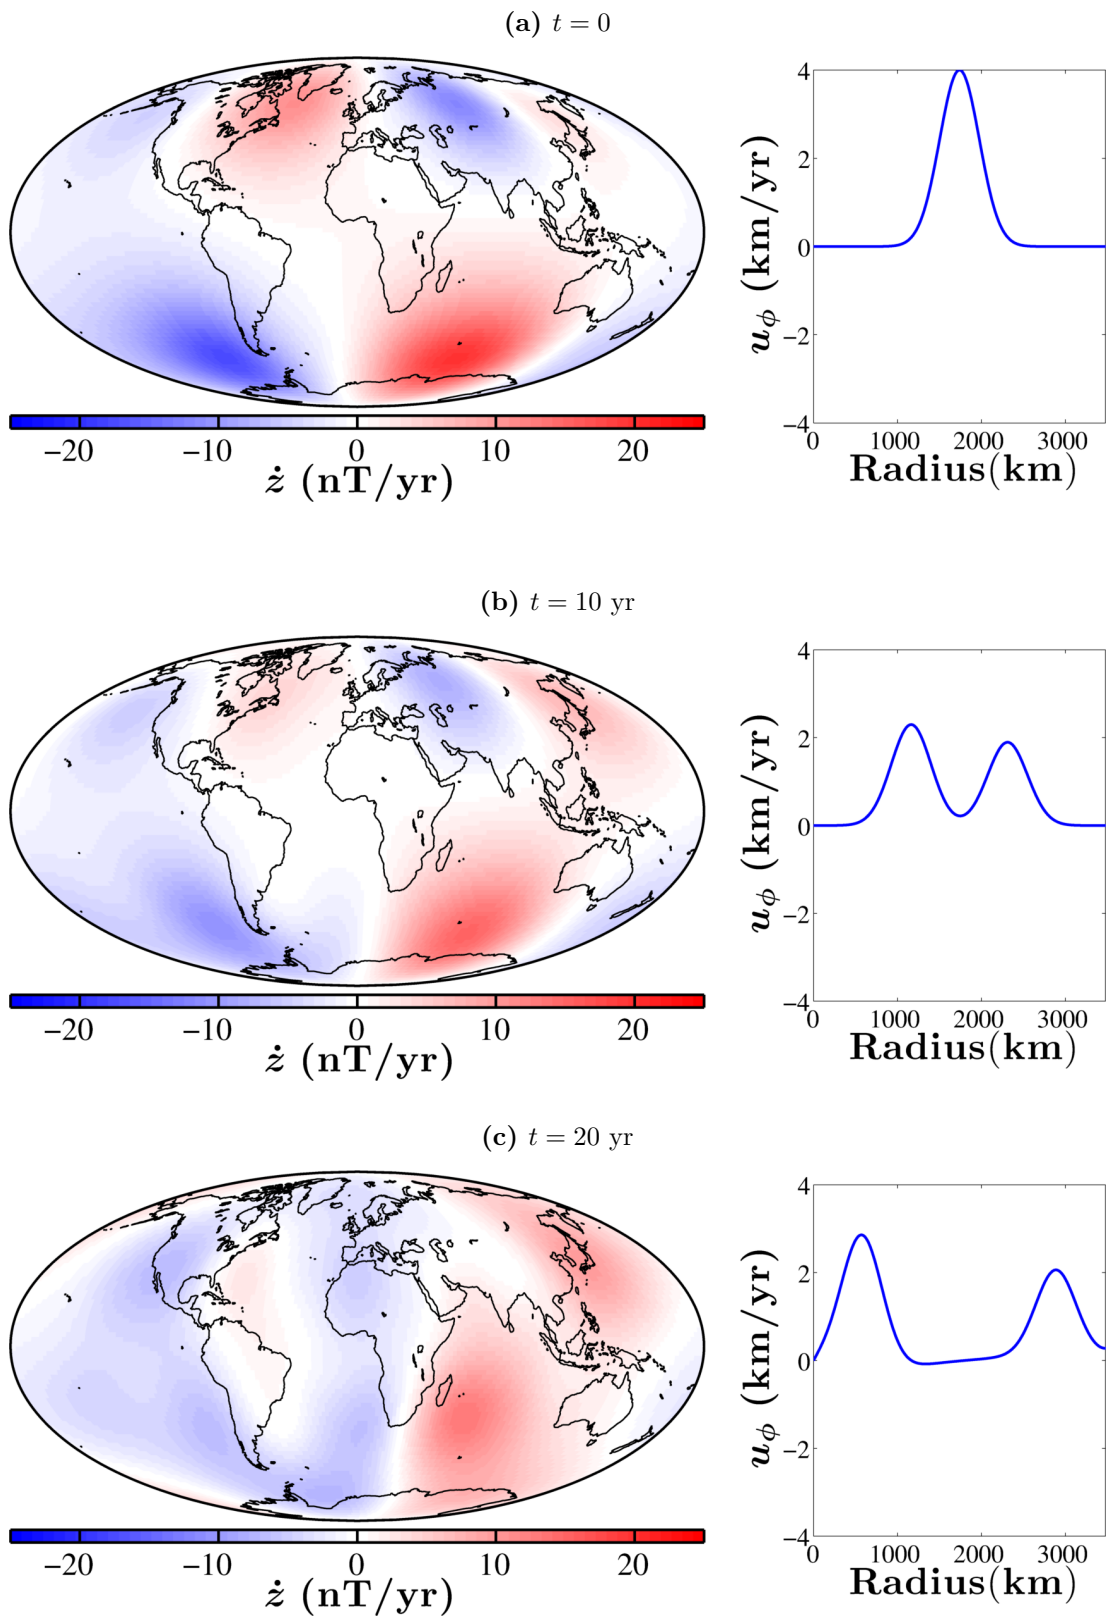 (a) t = 0
4
2
0
−2
−4
u_ϕ (km/yr)
0 1000 2000 3000
Radius(km)
−20 −10 0 10 20
ż (nT/yr)
(b) t = 10 yr
4
2
0
−2
−4
u_ϕ (km/yr)
0 1000 2000 3000
Radius(km)
−20 −10 0 10 20
ż (nT/yr)
(c) t = 20 yr
4
2
0
−2
−4
u_ϕ (km/yr)
0 1000 2000 3000
Radius(km)
−20 −10 0 10 20
ż (nT/yr)